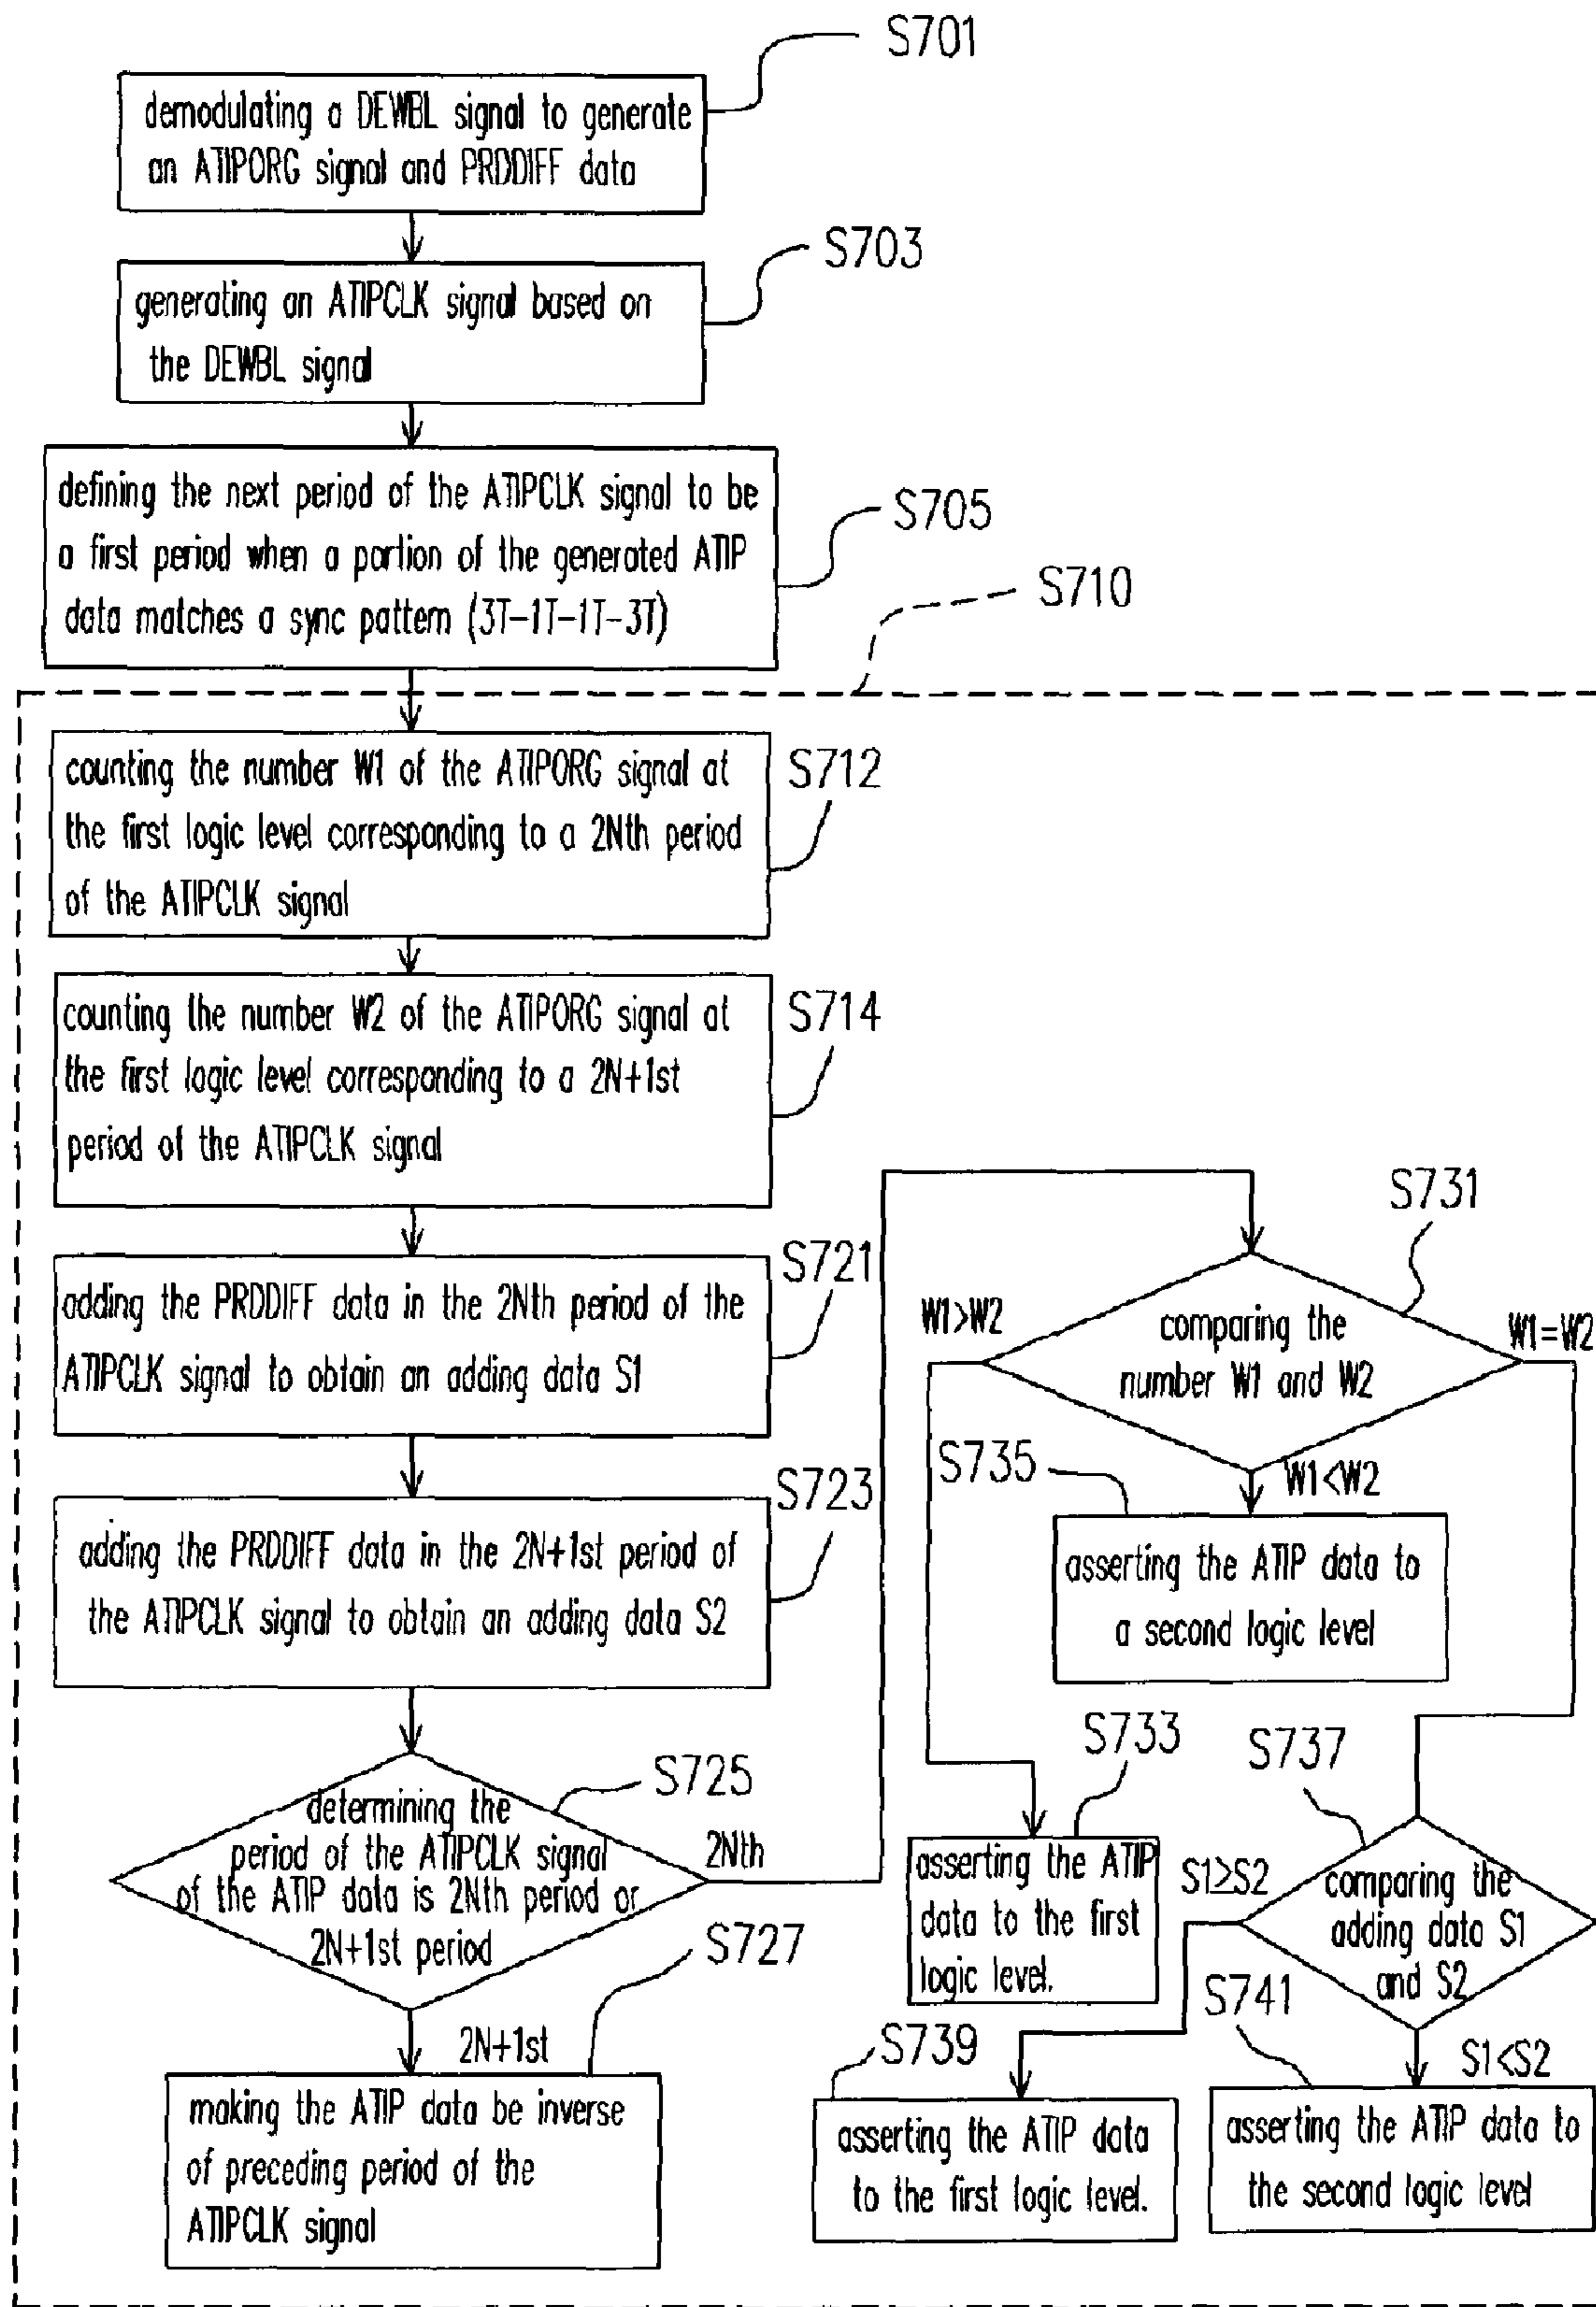 S701
demodulating a DEWBL signal to generate
an ATIPORG signal and PRDDIFF data
S703
generating an ATIPCLK signal based on
the DEWBL signal
S705
defining the next period of the ATIPCLK signal to be
a first period when a portion of the generated ATIP
data matches a sync pattern (3T-1T-1T-3T)
S710
S712
counting the number W1 of the ATIPORG signal at
the first logic level corresponding to a 2Nth period
of the ATIPCLK signal
S714
counting the number W2 of the ATIPORG signal at
the first logic level corresponding to a 2N+1st
period of the ATIPCLK signal
S721
adding the PRDDIFF data in the 2Nth period of the
ATIPCLK signal to obtain an adding data S1
S723
adding the PRDDIFF data in the 2N+1st period of
the ATIPCLK signal to obtain an adding data S2
S725
determining the
period of the ATIPCLK signal
of the ATIP data is 2Nth period or
2N+1st period
2Nth
2N+1st
S727
making the ATIP data be inverse
of preceding period of the
ATIPCLK signal
S731
comparing the
number W1 and W2
W1>W2
W1=W2
W1<W2
S735
asserting the ATIP data to
a second logic level
S733
asserting the ATIP
data to the first
logic level.
S737
comparing the
adding data S1
and S2
S1≥S2
S1<S2
S739
asserting the ATIP data
to the first logic level.
S741
asserting the ATIP data to
the second logic level